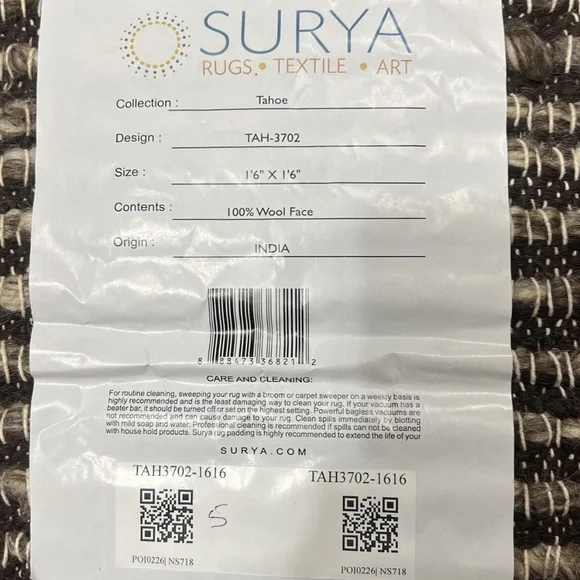 SURYA
RUGS • TEXTILE • ART
Collection : Tahoe
Design : TAH-3702
Size : 1'6" X 1'6"
Contents : 100% Wool Face
Origin : INDIA
8 88473 36821 2
CARE AND CLEANING:
For routine cleaning, sweeping your rug with a broom or carpet sweeper on a weekly basis is
highly recommended and is the least damaging way to clean your rug. If your vacuum has a
beater bar, it should be turned off or set on the highest setting. Powerful bagless vacuums are
not recommended and can cause damage to your rug. Clean spills immediately by blotting
with mild soap and water. Professional cleaning is recommended if spills can not be cleaned
with house hold products. Surya rug padding is highly recommended to extend the life of your
SURYA.COM
TAH3702-1616 TAH3702-1616
5
POI0226| NS718 POI0226| NS718